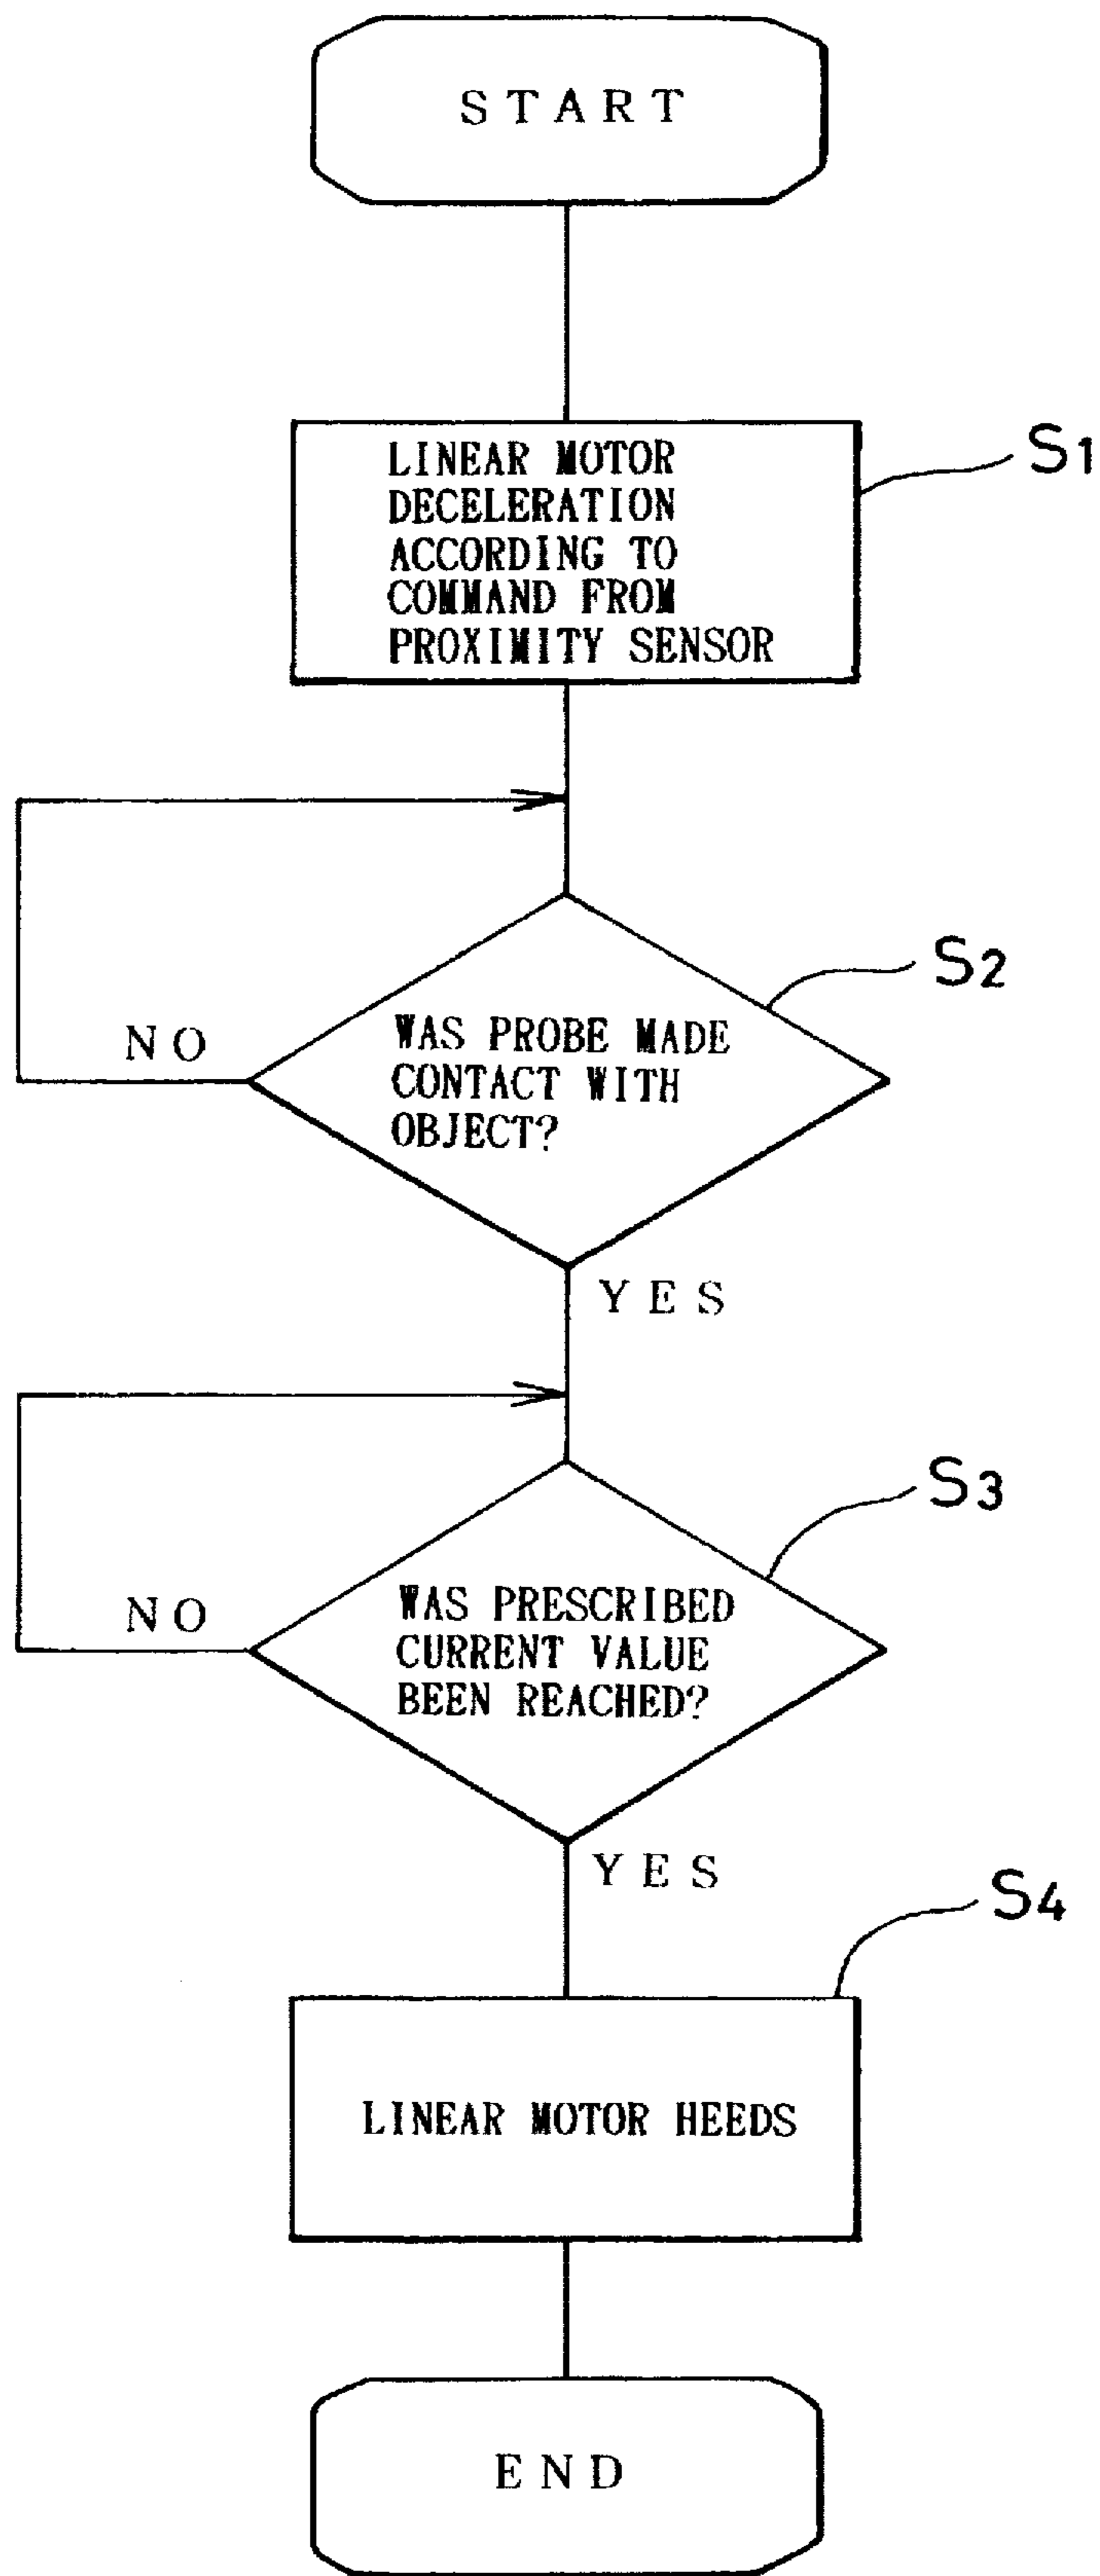 START
LINEAR MOTOR
DECELERATION
ACCORDING TO
COMMAND FROM
PROXIMITY SENSOR
S1
S2
NO
WAS PROBE MADE
CONTACT WITH
OBJECT?
YES
S3
NO
WAS PRESCRIBED
CURRENT VALUE
BEEN REACHED?
YES
S4
LINEAR MOTOR HEEDS
END